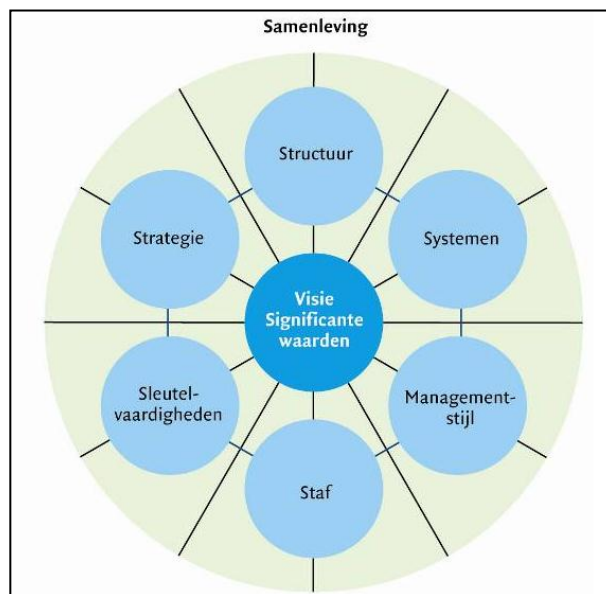 Samenleving
Structuur
Strategie
Systemen
Visie
Significante
waarden
Sleutel-
vaardigheden
Management-
stijl
Staf